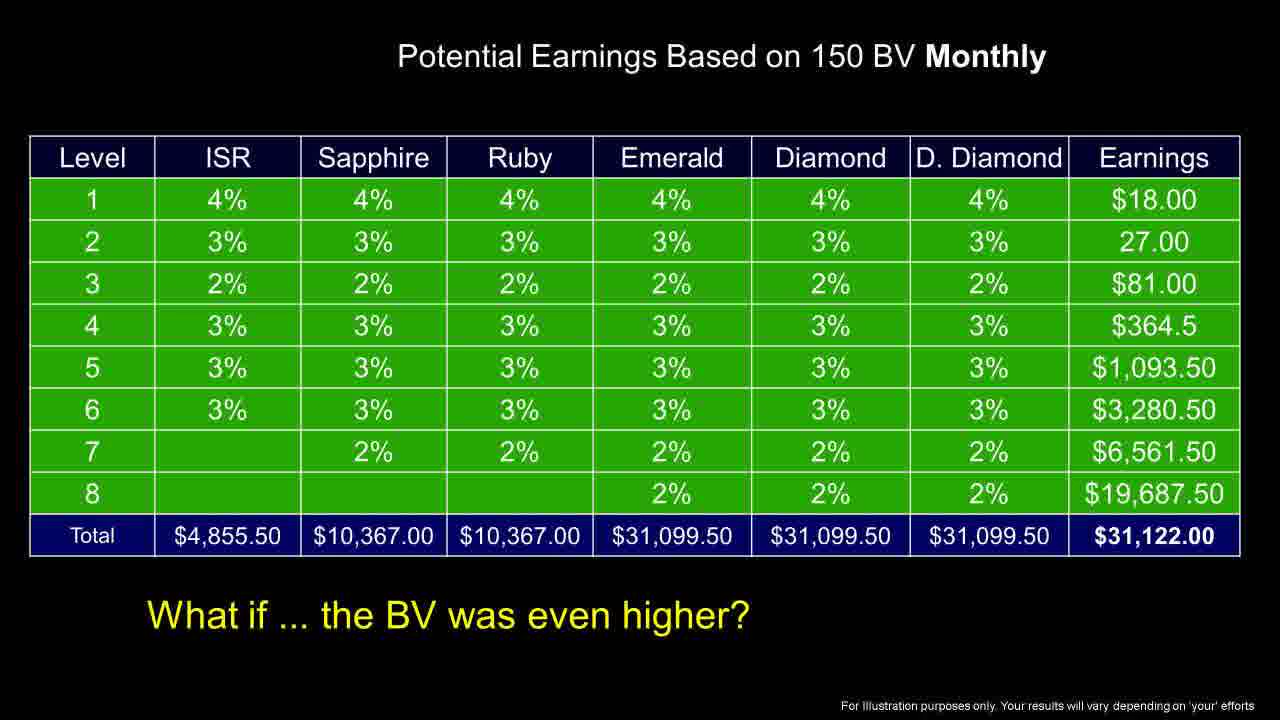 Potential Earnings Based on 150 BV Monthly
Level ISR Sapphire Ruby Emerald Diamond D. Diamond Earnings
1 4% 4% 4% 4% 4% 4% $18.00
2 3% 3% 3% 3% 3% 3% 27.00
3 2% 2% 2% 2% 2% 2% $81.00
4 3% 3% 3% 3% 3% 3% $364.5
5 3% 3% 3% 3% 3% 3% $1,093.50
6 3% 3% 3% 3% 3% 3% $3,280.50
7 2% 2% 2% 2% 2% $6,561.50
8 2% 2% 2% $19,687.50
Total $4,855.50 $10,367.00 $10,367.00 $31,099.50 $31,099.50 $31,099.50 $31,122.00
What if ... the BV was even higher?
For Illustration purposes only. Your results will vary depending on 'your' efforts